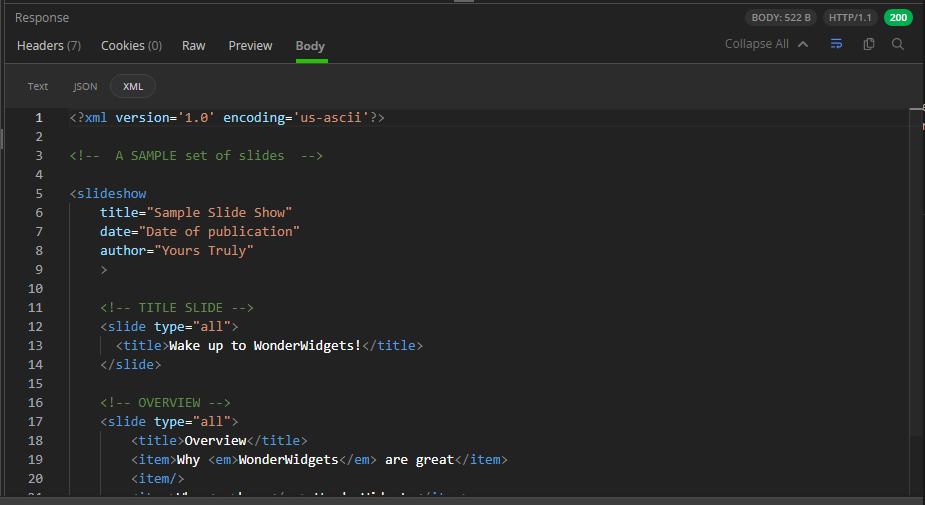 Response
BODY: 522 B
HTTP/1.1
200
Headers (7) Cookies (0) Raw Preview Body
Collapse All
Text JSON XML
1 <?xml version='1.0' encoding='us-ascii'?>
2
3 <!--  A SAMPLE set of slides  -->
4
5 <slideshow
6 title="Sample Slide Show"
7 date="Date of publication"
8 author="Yours Truly"
9 >
10
11 <!-- TITLE SLIDE -->
12 <slide type="all">
13 <title>Wake up to WonderWidgets!</title>
14 </slide>
15
16 <!-- OVERVIEW -->
17 <slide type="all">
18 <title>Overview</title>
19 <item>Why <em>WonderWidgets</em> are great</item>
20 <item/>